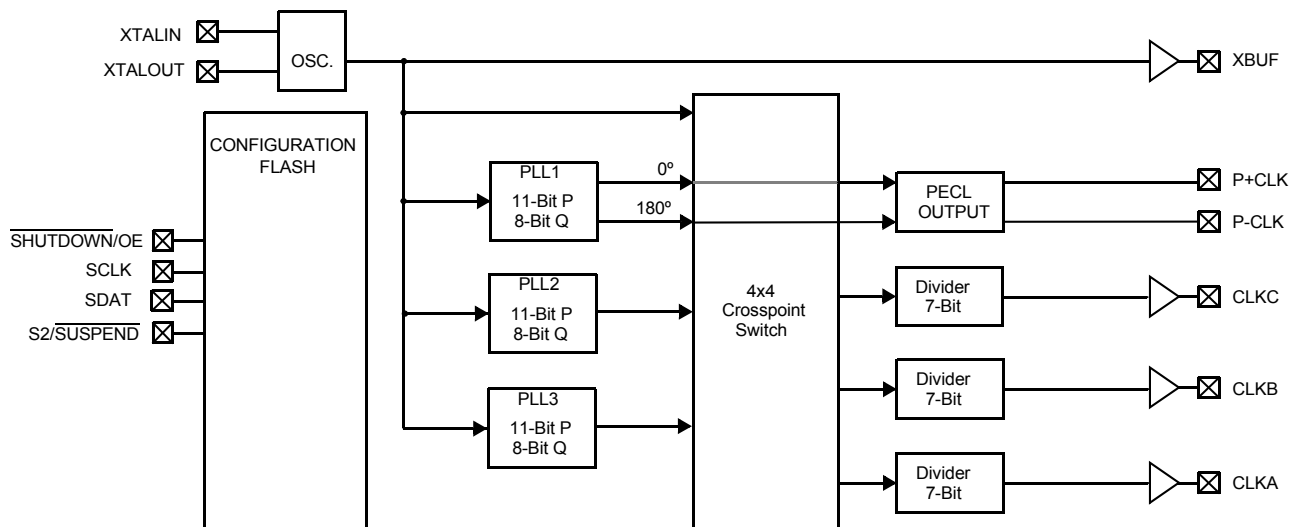 XTALIN
XTALOUT
OSC.
XBUF
CONFIGURATION
FLASH
SHUTDOWN/OE
SCLK
SDAT
S2/SUSPEND
PLL1
11-Bit P
8-Bit Q
0º
180º
PLL2
11-Bit P
8-Bit Q
PLL3
11-Bit P
8-Bit Q
4x4
Crosspoint
Switch
PECL
OUTPUT
P+CLK
P-CLK
Divider
7-Bit
CLKC
Divider
7-Bit
CLKB
Divider
7-Bit
CLKA